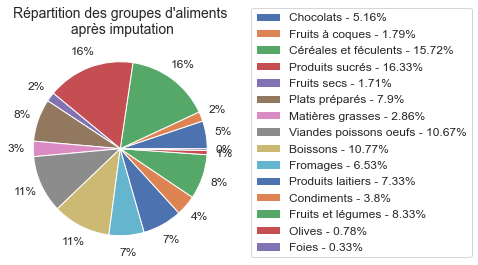 Répartition des groupes d'aliments
après imputation
16%
16%
2%
2%
8%
5%
3%
0%
1%
8%
11%
4%
11%
7%
7%
Chocolats - 5.16%
Fruits à coques - 1.79%
Céréales et féculents - 15.72%
Produits sucrés - 16.33%
Fruits secs - 1.71%
Plats préparés - 7.9%
Matières grasses - 2.86%
Viandes poissons oeufs - 10.67%
Boissons - 10.77%
Fromages - 6.53%
Produits laitiers - 7.33%
Condiments - 3.8%
Fruits et légumes - 8.33%
Olives - 0.78%
Foies - 0.33%